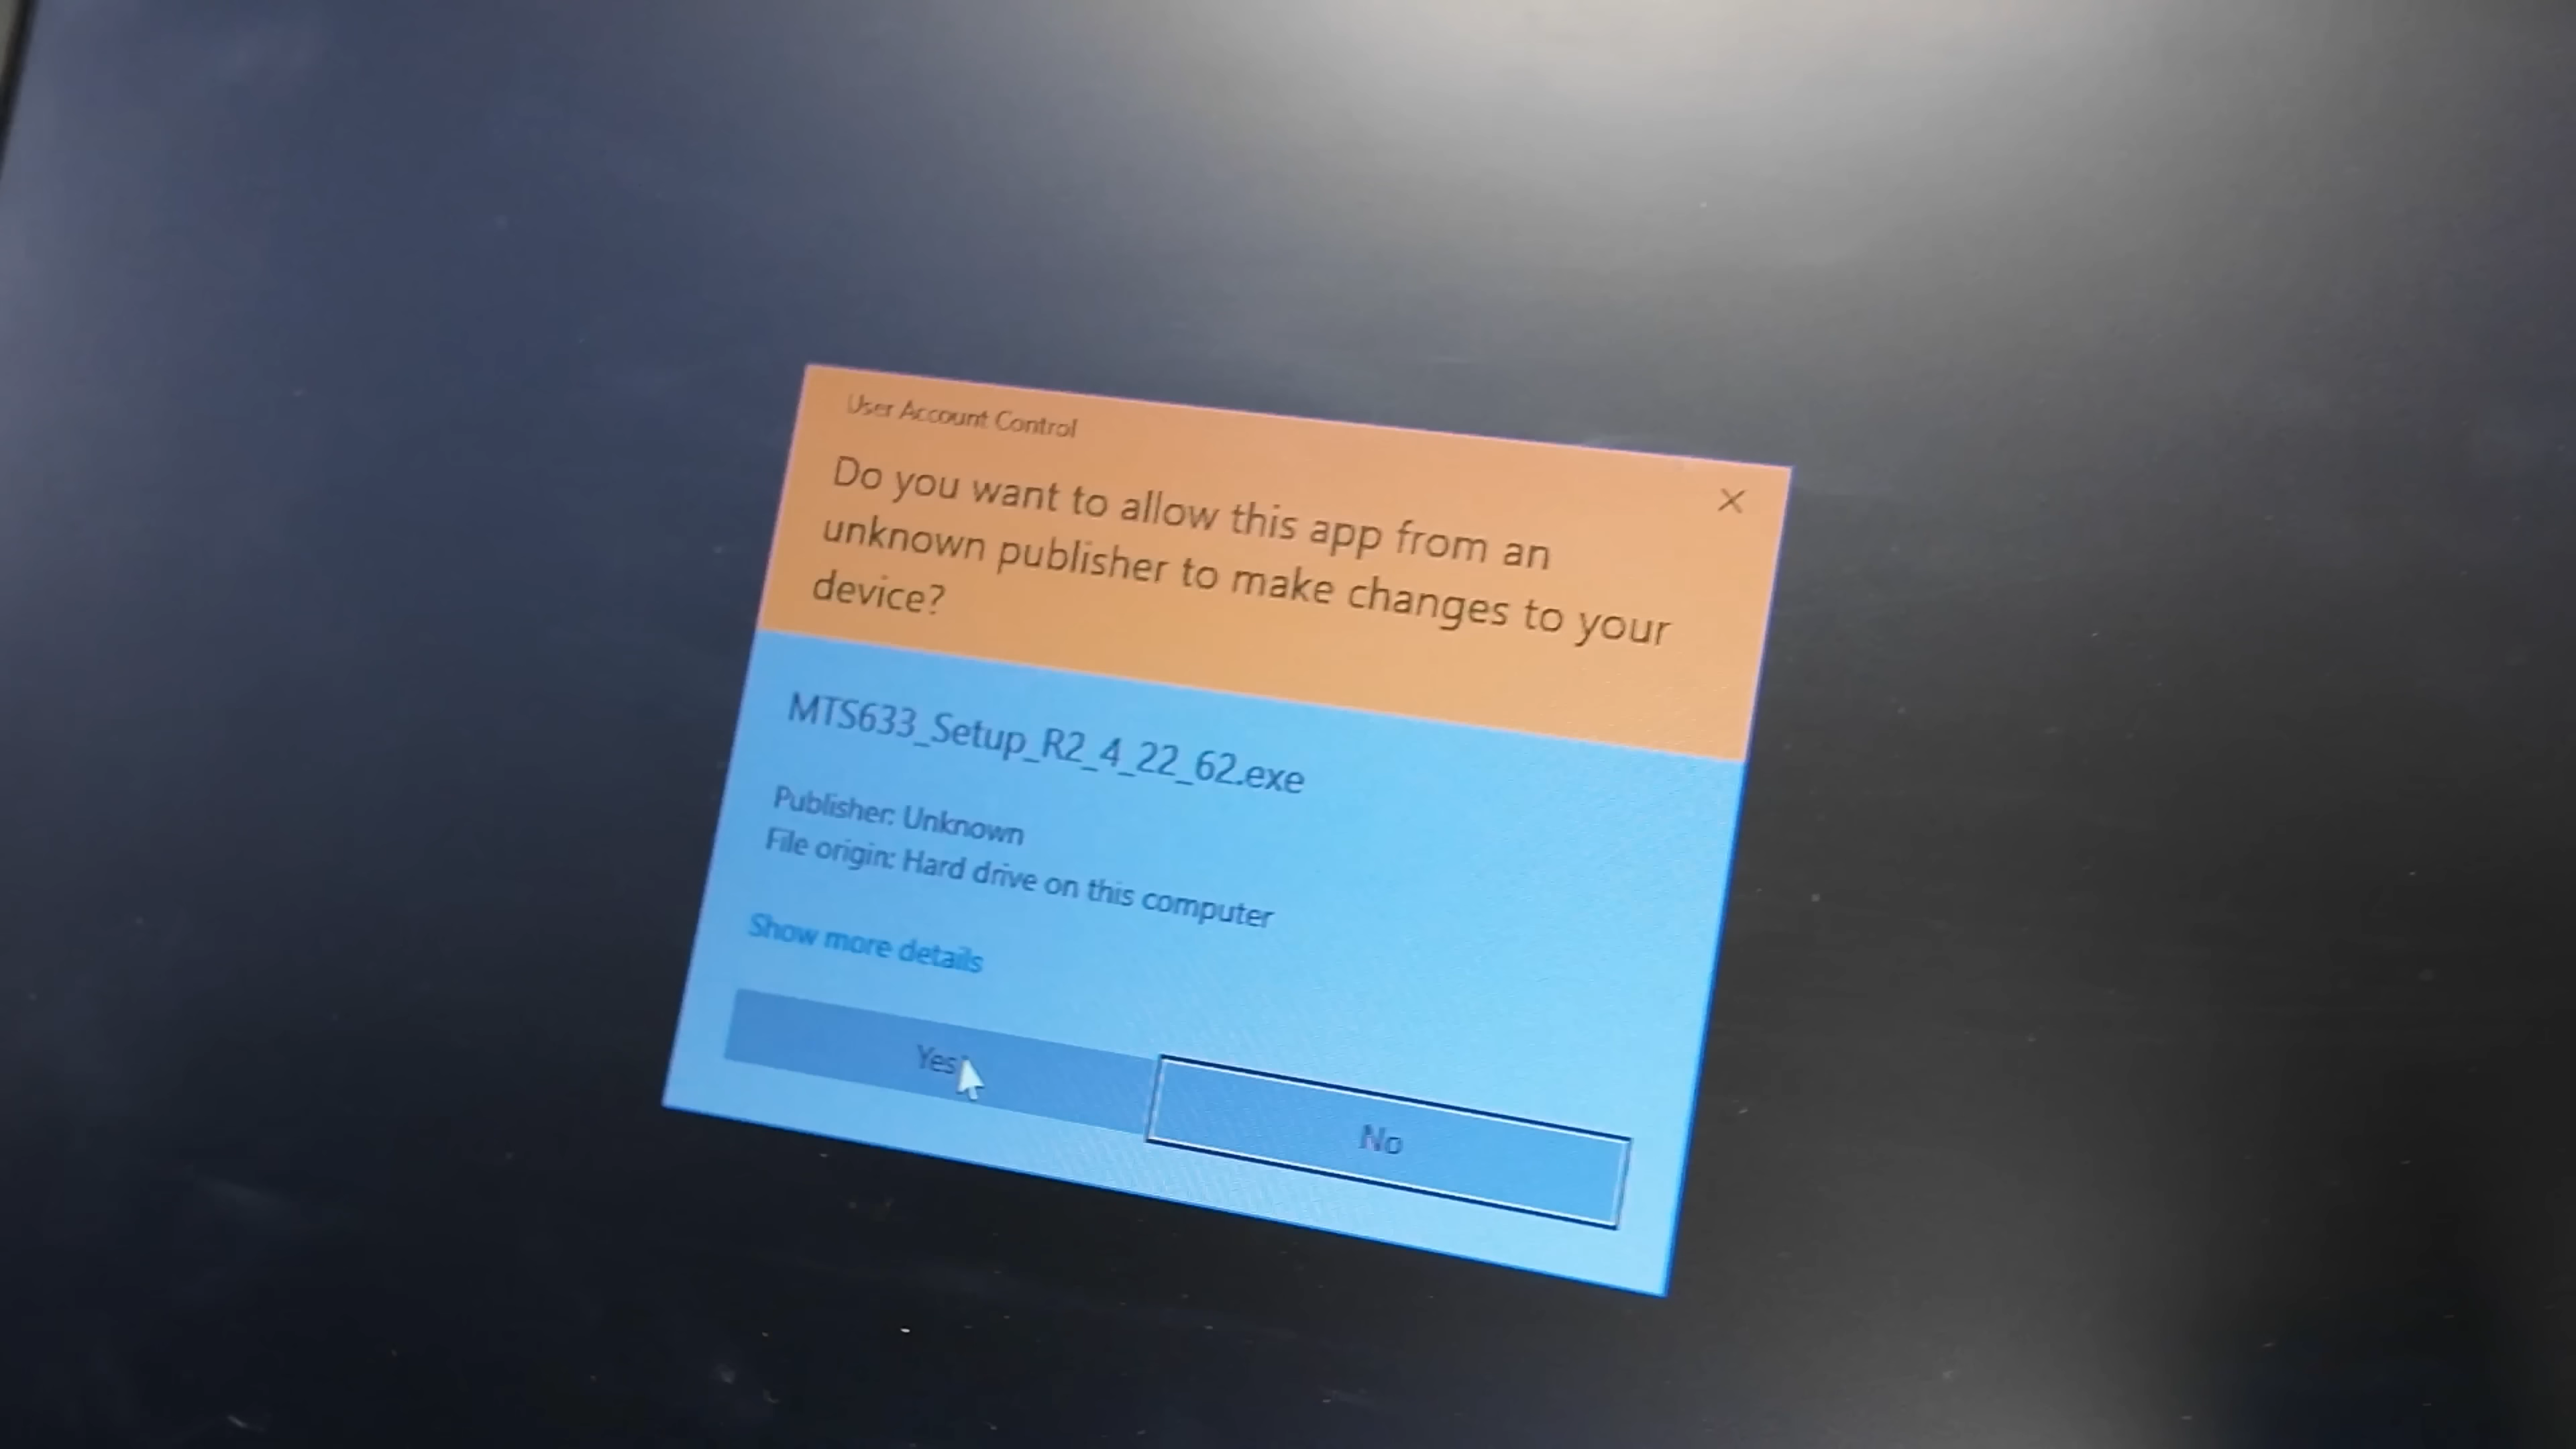 User Account Control
Do you want to allow this app from an
unknown publisher to make changes to your
device?
MTS633_Setup_R2_4_22_62.exe
Publisher: Unknown
File origin: Hard drive on this computer
Show more details
Yes
No